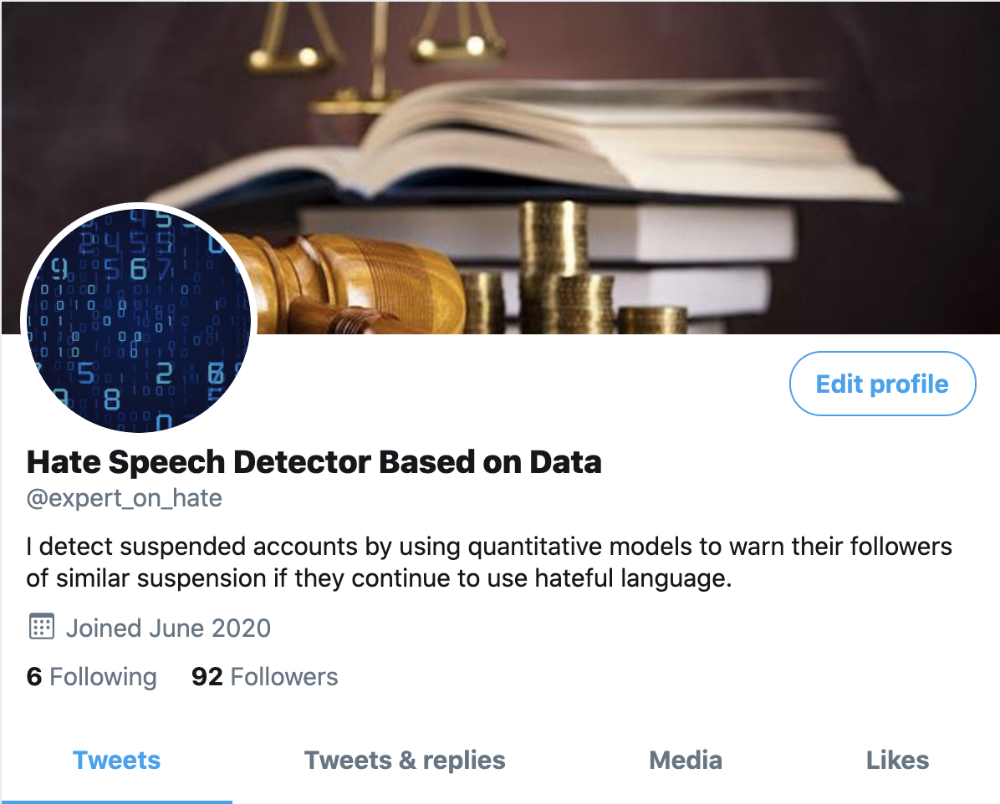 Edit profile
Hate Speech Detector Based on Data
@expert_on_hate
I detect suspended accounts by using quantitative models to warn their followers
of similar suspension if they continue to use hateful language.
Joined June 2020
6 Following 92 Followers
Tweets Tweets & replies Media Likes